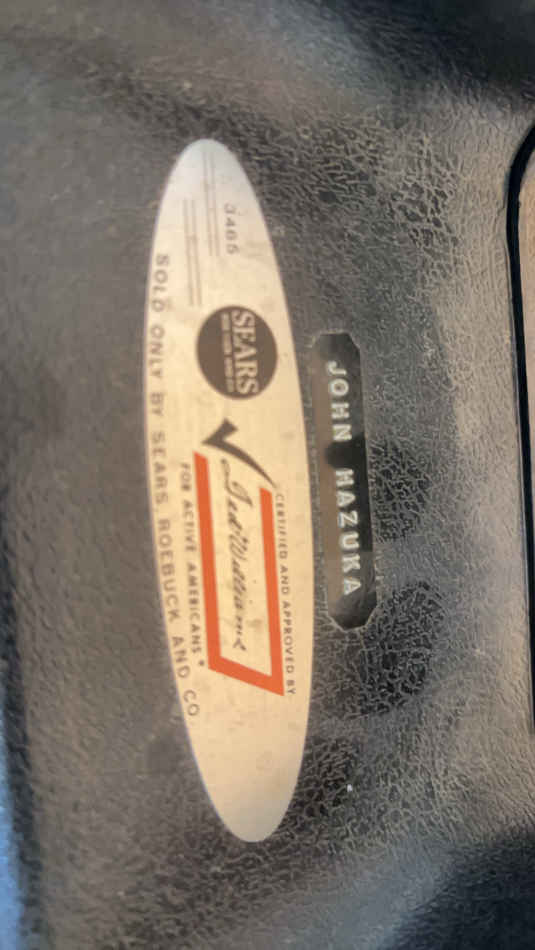 JOHN HAZUKA
3465
SEARS
CERTIFIED AND APPROVED BY
Ted Williams
FOR ACTIVE AMERICANS*
SOLD ONLY BY SEARS, ROEBUCK AND CO.